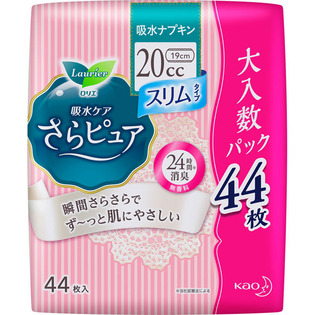 Laurier
ロリエ
吸水ケア
さらピュア
吸水ナプキン
20cc
19cm
スリムタイプ
大入数
パック
44枚
24時間*
消臭
無香料
瞬間さらさらで
ず〜っと肌にやさしい
44枚入
Kao